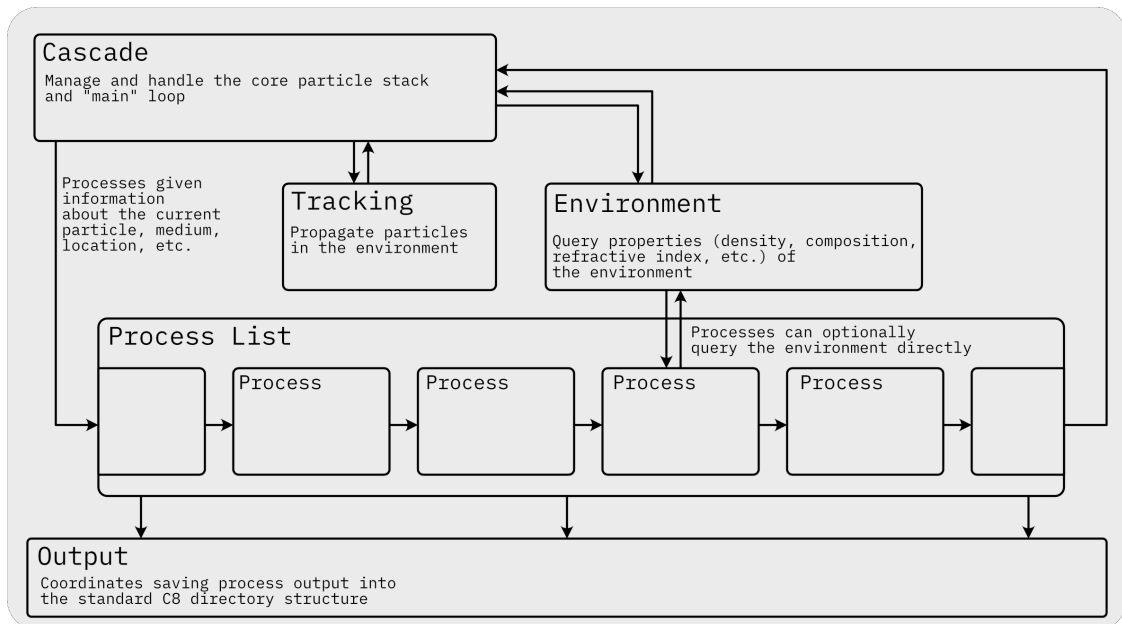 Cascade
Manage and handle the core particle stack
and "main" loop
Processes given
information
about the current
particle, medium,
location, etc.
Tracking
Propagate particles
in the environment
Environment
Query properties (density, composition,
refractive index, etc.) of
the environment
Process List
Processes can optionally
query the environment directly
Process
Process
Process
Process
Output
Coordinates saving process output into
the standard C8 directory structure